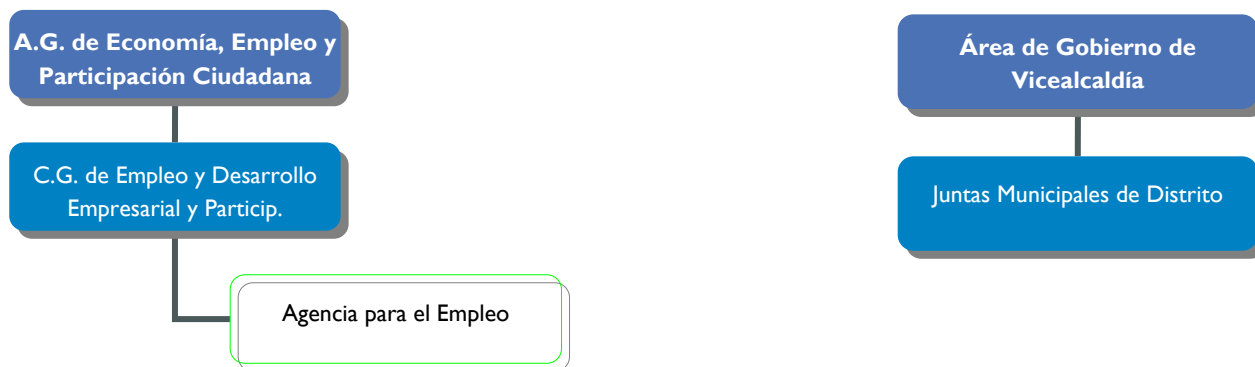 A.G. de Economía, Empleo y
Participación Ciudadana
C.G. de Empleo y Desarrollo
Empresarial y Particip.
Agencia para el Empleo
Área de Gobierno de
Vicealcaldía
Juntas Municipales de Distrito